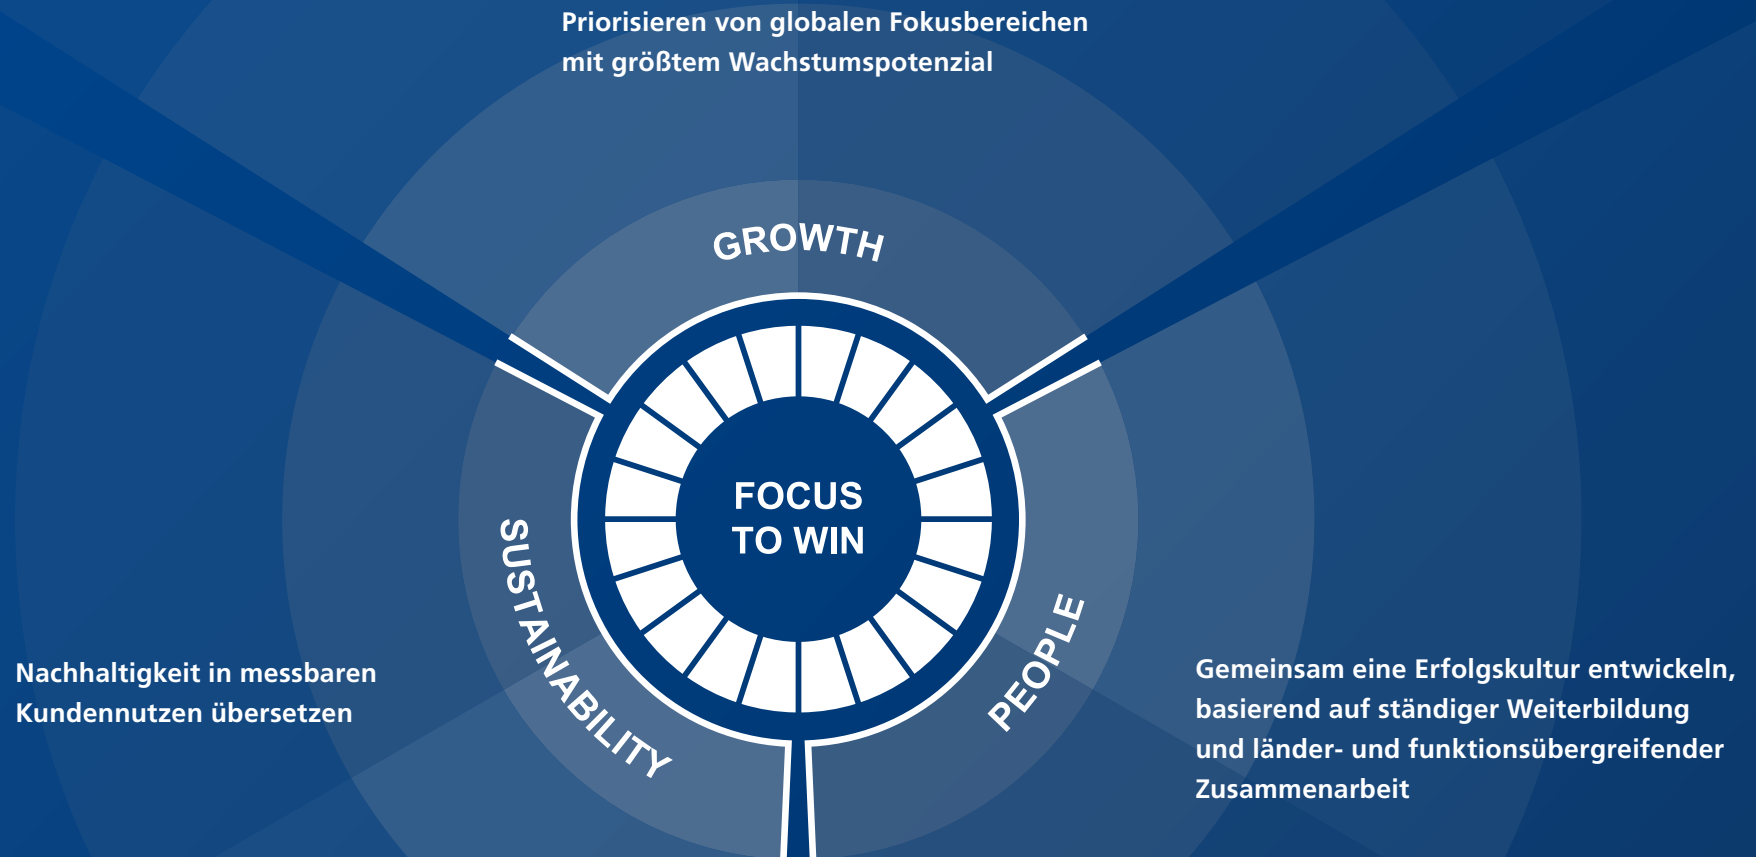 Priorisieren von globalen Fokusbereichen
mit größtem Wachstumspotenzial
GROWTH
FOCUS
TO WIN
SUSTAINABILITY
PEOPLE
Nachhaltigkeit in messbaren
Kundennutzen übersetzen
Gemeinsam eine Erfolgskultur entwickeln,
basierend auf ständiger Weiterbildung
und länder- und funktionsübergreifender
Zusammenarbeit